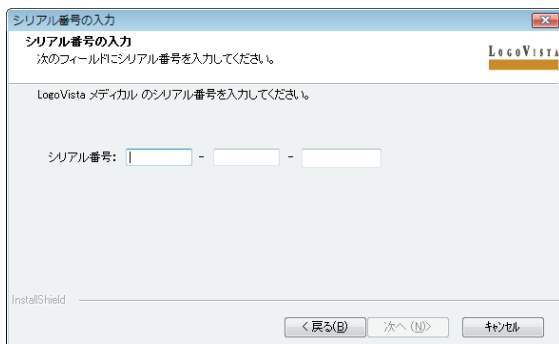 シリアル番号の入力
シリアル番号の入力
次のフィールドにシリアル番号を入力してください。
LOGOVISTA
LogoVista メディカル のシリアル番号を入力してください。
シリアル番号: - -
InstallShield
< 戻る(B)
次へ (N)>
キャンセル